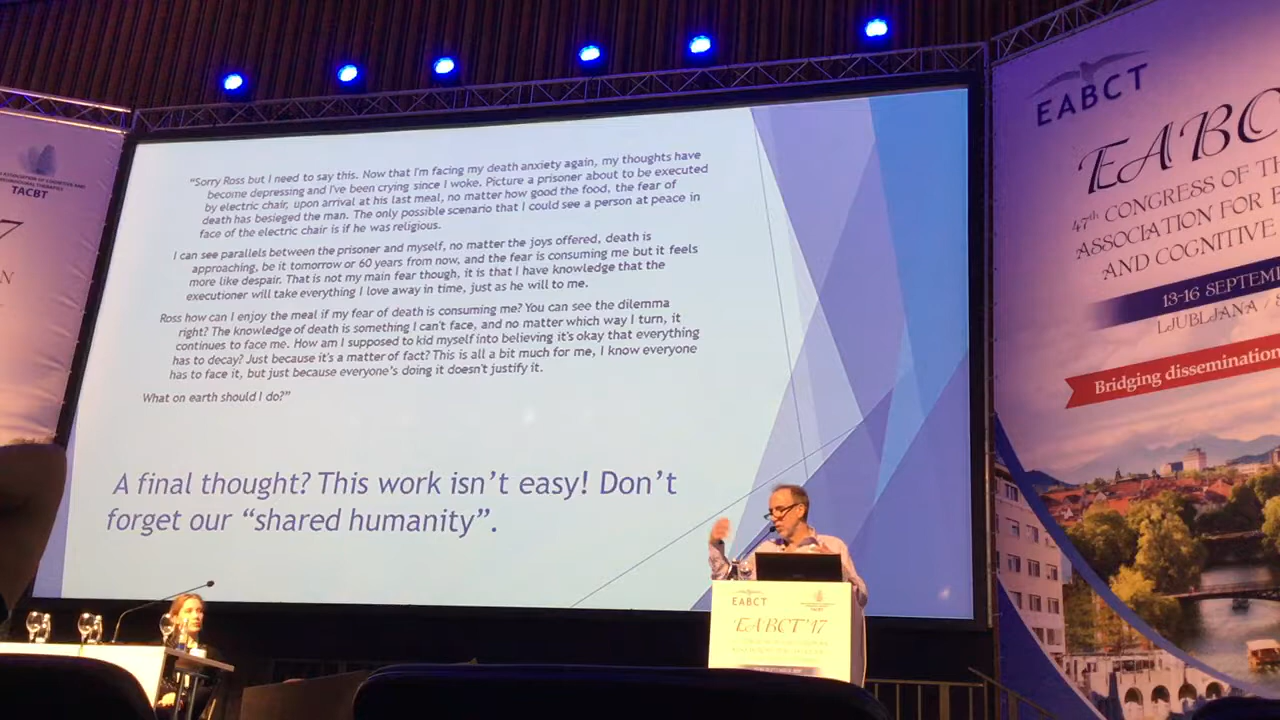 "Sorry Ross but I need to say this. Now that I'm facing my death anxiety again, my thoughts have
become depressing and I've been crying since I woke. Picture a prisoner about to be executed
by electric chair, upon arrival at his last meal, no matter how good the food, the fear of
death has besieged the man. The only possible scenario that I could see a person at peace in
face of the electric chair is if he was religious.
I can see parallels between the prisoner and myself, no matter the joys offered, death is
approaching, be it tomorrow or 60 years from now, and the fear is consuming me but it feels
more like despair. That is not my main fear though, it is that I have knowledge that the
executioner will take everything I love away in time, just as he will to me.
Ross how can I enjoy the meal if my fear of death is consuming me? You can see the dilemma
right? The knowledge of death is something I can't face, and no matter which way I turn, it
continues to face me. How am I supposed to kid myself into believing it's okay that everything
has to decay? Just because it's a matter of fact? This is all a bit much for me, I know everyone
has to face it, but just because everyone's doing it doesn't justify it.
What on earth should I do?"
A final thought? This work isn't easy! Don't
forget our "shared humanity".
TACBT
7
EABCT
EABC
47th CONGRESS OF TH
ASSOCIATION FOR
AND COGNITIVE
13-16 SEPTEM
LJUBLJANA /
Bridging dissemination
EABCT
EABCT'17